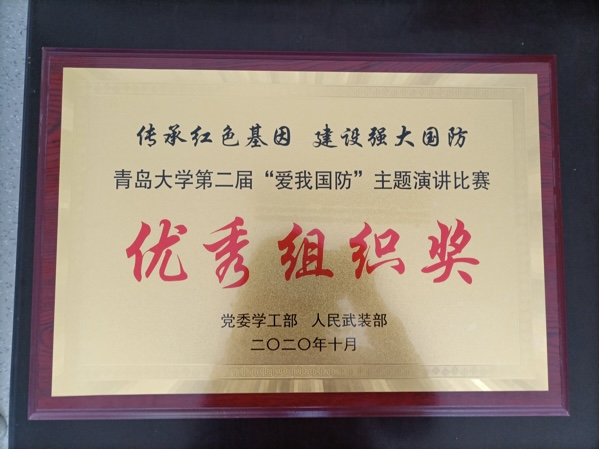 传承红色基因 建设强大国防
青岛大学第二届“爱我国防”主题演讲比赛
优秀组织奖
党委学工部 人民武装部
二〇二〇年十月